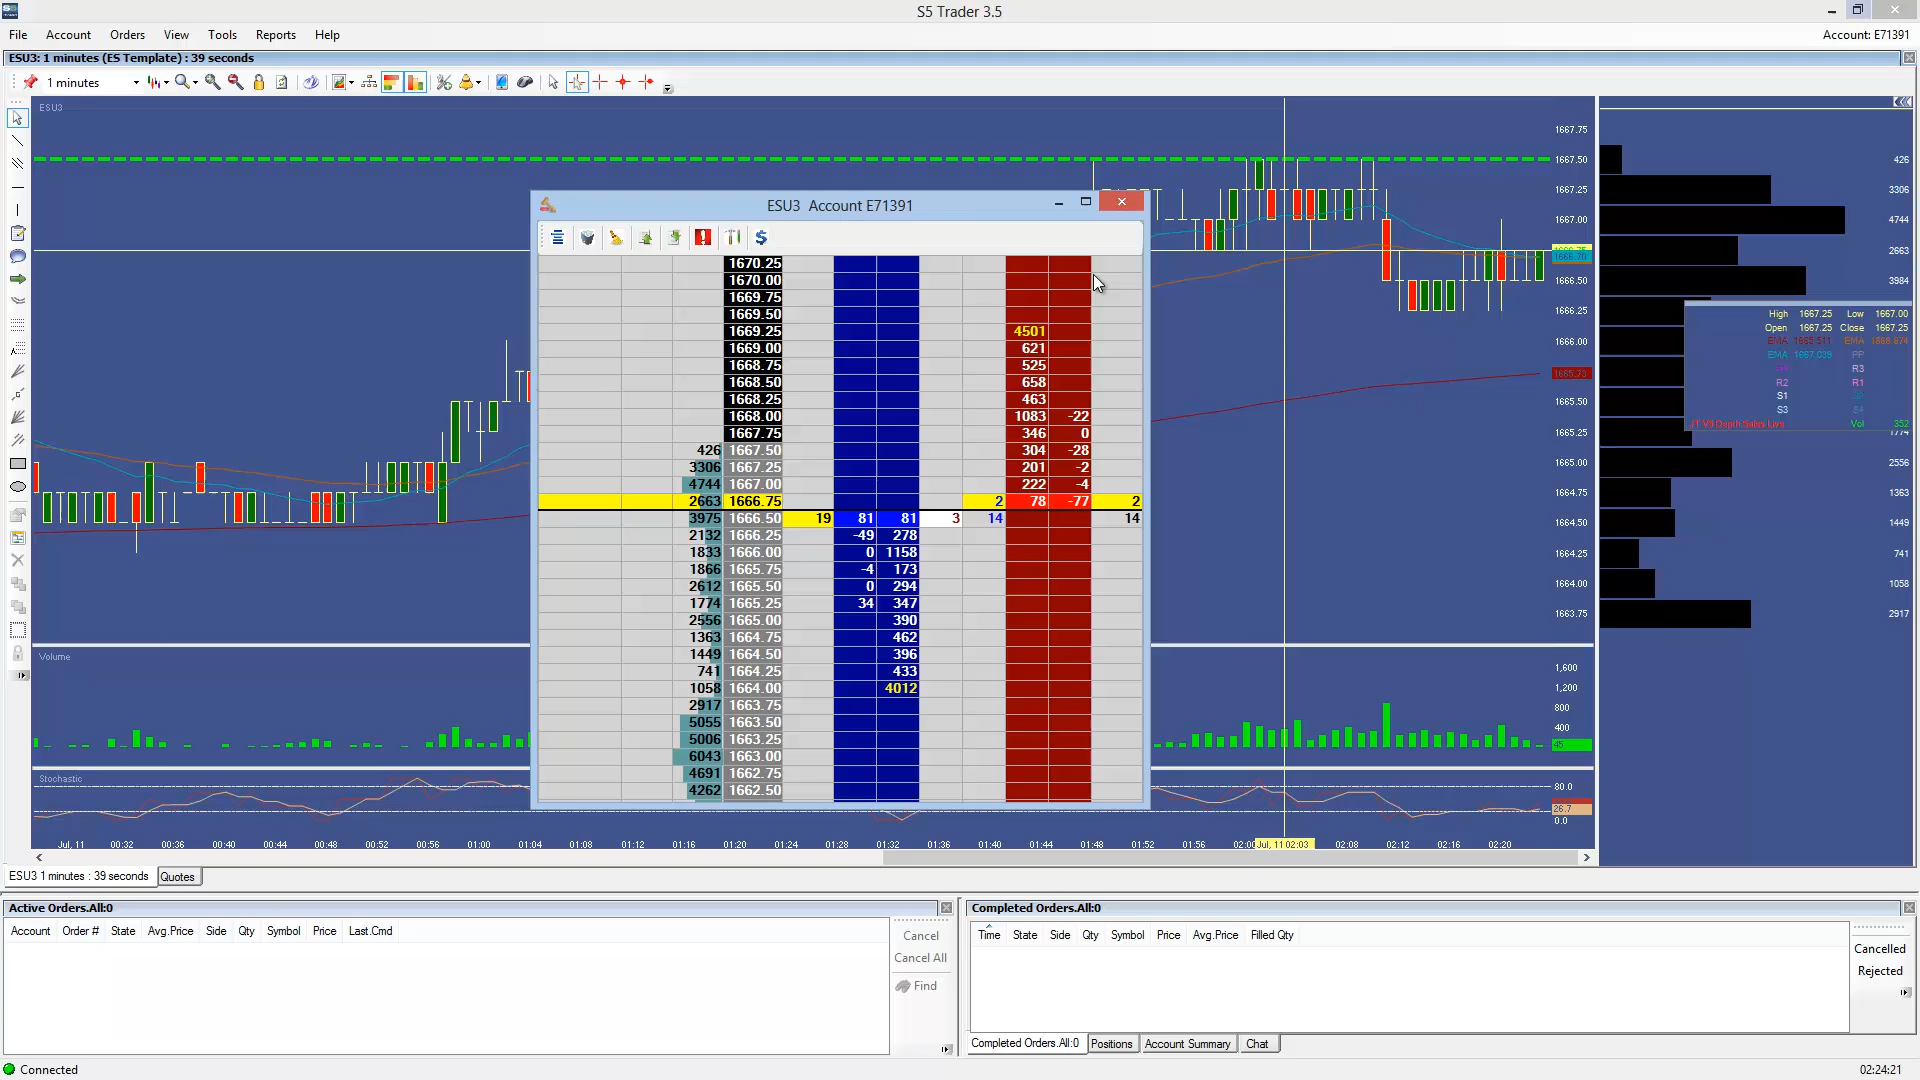 S5 Trader 3.5
File Account Orders View Tools Reports Help Account: E71391
ESU3: 1 minutes (ES Template) : 39 seconds
1 minutes
ESU3
1667.75
1667.50
1667.25
1667.00
1666.70
1666.50
1666.25
1666.00
1665.73
1665.50
1665.25
1665.00
1664.75
1664.50
1664.25
1664.00
1663.75
426
3306
4744
2663
3984
1774
2556
1363
1449
741
1058
2917
High 1667.25 Low 1667.00
Open 1667.25 Close 1667.25
EMA EMA
EMA 1667.039 PP
R3
R2 R1
S1
S3 S4
Vol 352
ESU3 Account E71391
1670.25
1670.00
1669.75
1669.50
1669.25 4501
1669.00 621
1668.75 525
1668.50 658
1668.25 463
1668.00 1083 -22
1667.75 346 0
426 1667.50 304 -28
3306 1667.25 201 -2
4744 1667.00 222 -4
2663 1666.75 2 78 -77 2
3975 1666.50 19 81 81 3 14 14
2132 1666.25 -49 278
1833 1666.00 0 1158
1866 1665.75 -4 173
2612 1665.50 0 294
1774 1665.25 34 347
2556 1665.00 390
1363 1664.75 462
1449 1664.50 396
741 1664.25 433
1058 1664.00 4012
2917 1663.75
5055 1663.50
5006 1663.25
6043 1663.00
4691 1662.75
4262 1662.50
Volume
1,600
1,200
800
400
45
Stochastic
80.0
26.7
0.0
Jul, 11 00:32 00:36 00:40 00:44 00:48 00:52 00:56 01:00 01:04 01:08 01:12 01:16 01:20 01:24 01:28 01:32 01:36 01:40 01:44 01:48 01:52 01:56 02:00 Jul, 11 02:03 02:08 02:12 02:16 02:20
ESU3 1 minutes : 39 seconds Quotes
Active Orders.All:0
Account Order # State Avg.Price Side Qty Symbol Price Last.Cmd
Cancel
Cancel All
Find
Completed Orders.All:0
Time State Side Qty Symbol Price Avg.Price Filled Qty
Cancelled
Rejected
Completed Orders.All:0 Positions Account Summary Chat
Connected 02:24:21